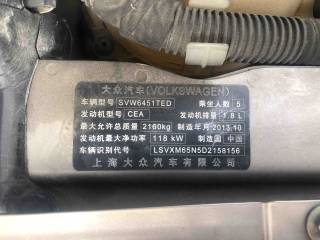 大众汽车(VOLKSWAGEN)
车辆型号 SVW6451TED 乘坐人数 5
发动机型号 CEA 发动机排量 1.8 L
最大允许总质量 2160kg 制造年月 2013.10
发动机最大净功率 118 kW 制造国 中国
车辆识别代号 LSVXM65N5D2158156
上海大众汽车有限公司